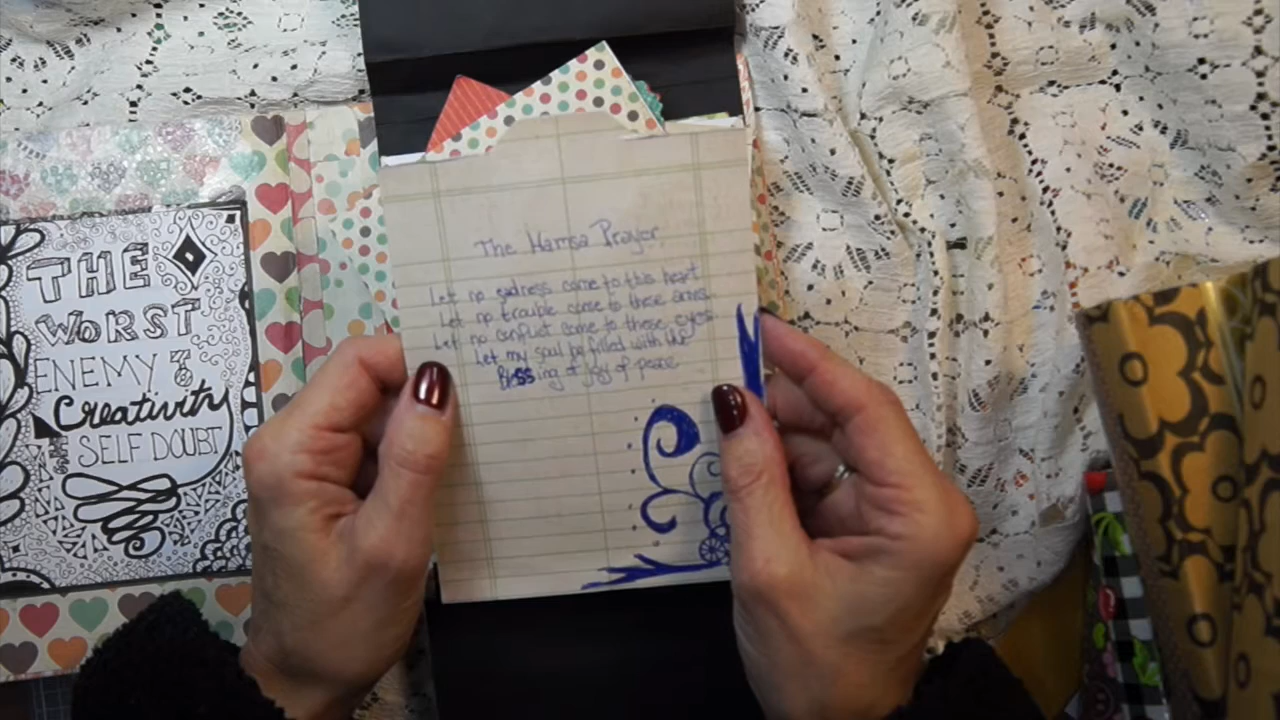 THE
WORST
ENEMY TO
Creativity
IS SELF DOUBT
The Hamsa Prayer
Let no sadness come to this heart
Let no trouble come to these arms
Let no conflict come to these eyes
Let my soul be filled with the
Blessing of joy of peace